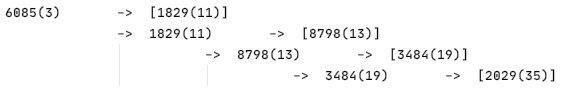 6085(3) -> [1829(11)]
-> 1829(11) -> [8798(13)]
-> 8798(13) -> [3484(19)]
-> 3484(19) -> [2029(35)]